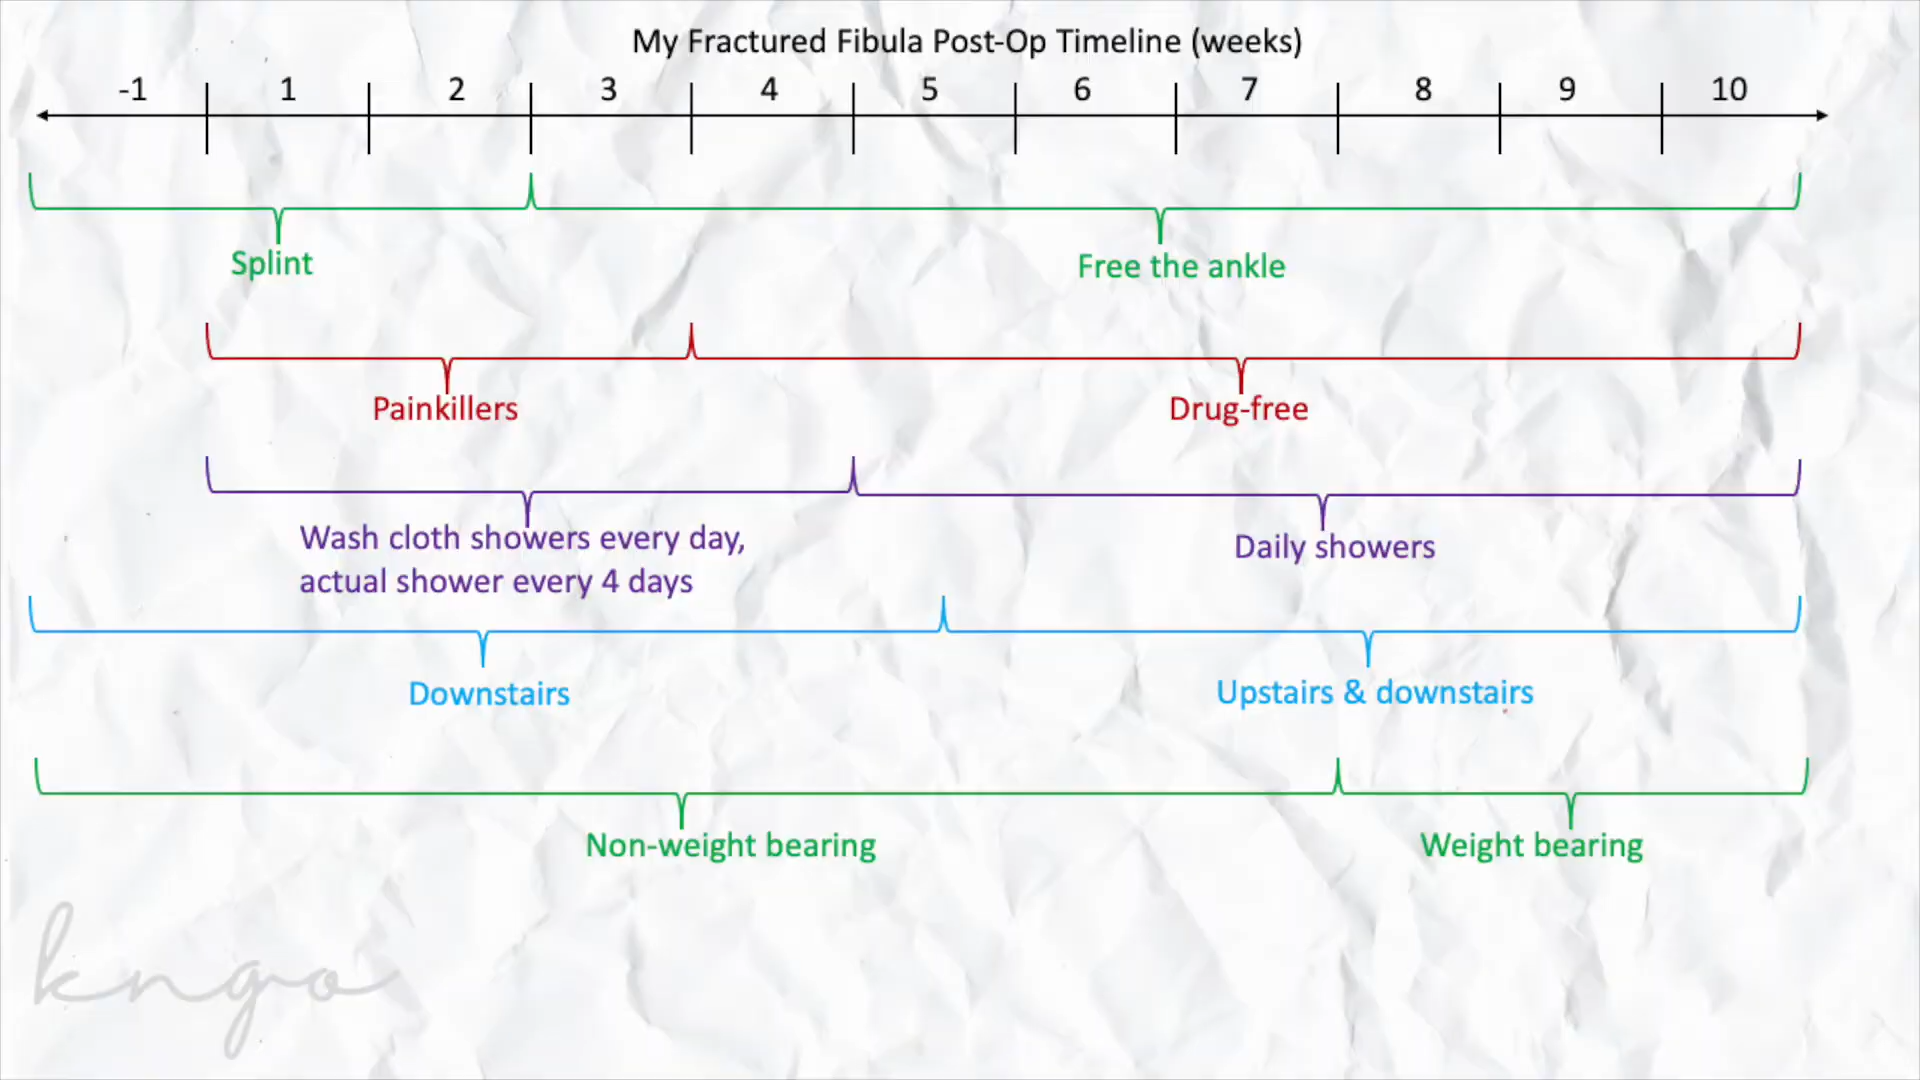 My Fractured Fibula Post-Op Timeline (weeks)
-1 1 2 3 4 5 6 7 8 9 10
Splint Free the ankle
Painkillers Drug-free
Wash cloth showers every day,
actual shower every 4 days
Daily showers
Downstairs Upstairs & downstairs
Non-weight bearing Weight bearing
kngo